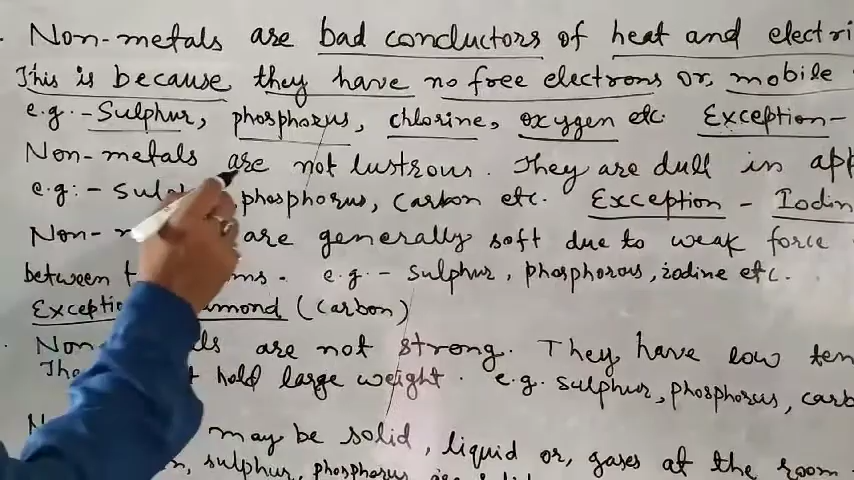 Non-metals are bad conductors of heat and electri
This is because they have no free electrons or, mobile
e.g:- Sulphur, phosphorus, chlorine, oxygen etc. Exception-
Non-metals are not lustrous. They are dull in app
e.g:- phosphorus, Carbon etc. Exception - Iodin
Non- are generally soft due to weak force
between e.g.- sulphur, phosphorous, iodine etc.
(Carbon)
are not strong. They have low ten
hold large weight. e.g. sulphur, phosphorus, carb
may be solid, liquid or, gases at the room
sulphur, phosphorus